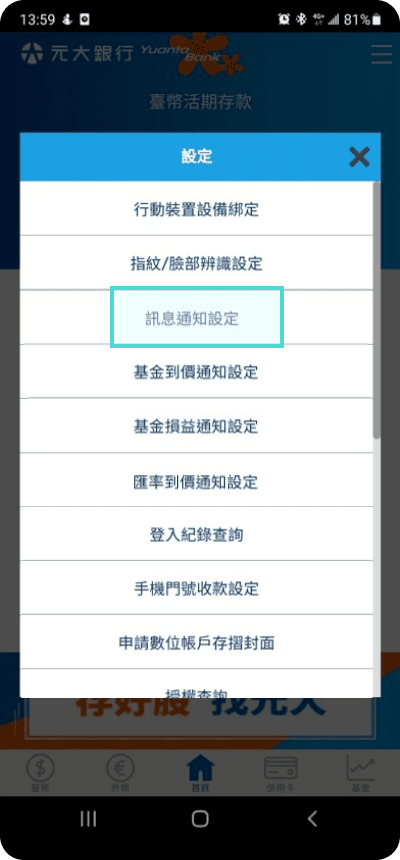 13:59
4G+
81%
元大銀行 Yuanta Bank
臺幣活期存款
設定
行動裝置設備綁定
指紋/臉部辨識設定
訊息通知設定
基金到價通知設定
基金損益通知設定
匯率到價通知設定
登入紀錄查詢
手機門號收款設定
申請數位帳戶存摺封面
授權查詢
存好股 找元大
臺幣 外幣 首頁 信用卡 基金